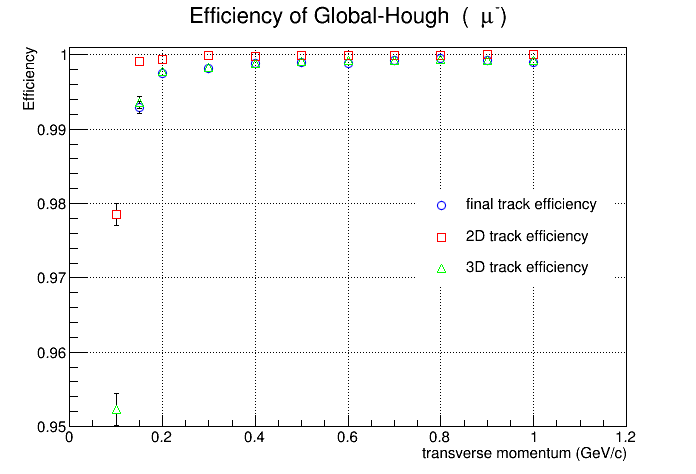 Efficiency of Global-Hough ( μ⁻)
Efficiency
1
0.99
0.98
0.97
0.96
0.95
final track efficiency
2D track efficiency
3D track efficiency
0 0.2 0.4 0.6 0.8 1 1.2
transverse momentum (GeV/c)